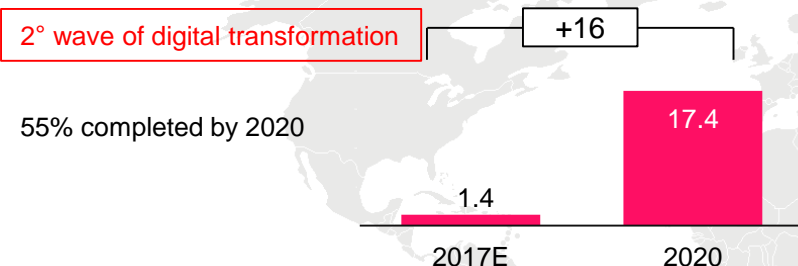 2° wave of digital transformation
+16
55% completed by 2020
17.4
1.4
2017E
2020